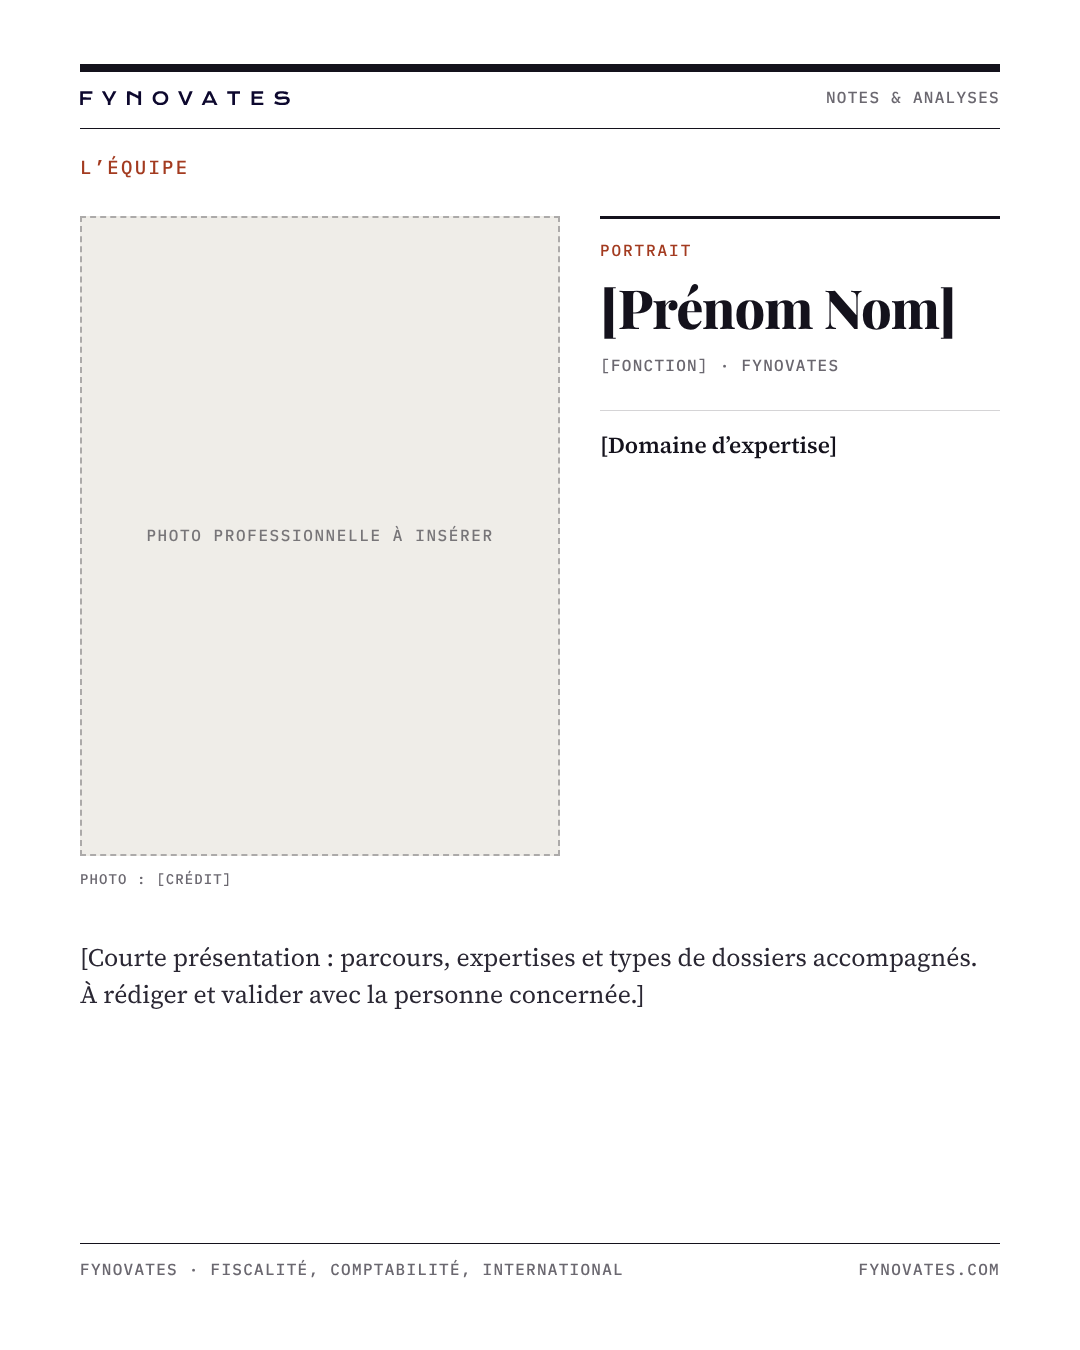 FYNOVATES
NOTES & ANALYSES
L’ÉQUIPE
PHOTO PROFESSIONNELLE À INSÉRER
PHOTO : [CRÉDIT]
PORTRAIT
[Prénom Nom]
[FONCTION] · FYNOVATES
[Domaine d’expertise]
[Courte présentation : parcours, expertises et types de dossiers accompagnés.
À rédiger et valider avec la personne concernée.]
FYNOVATES · FISCALITÉ, COMPTABILITÉ, INTERNATIONAL
FYNOVATES.COM